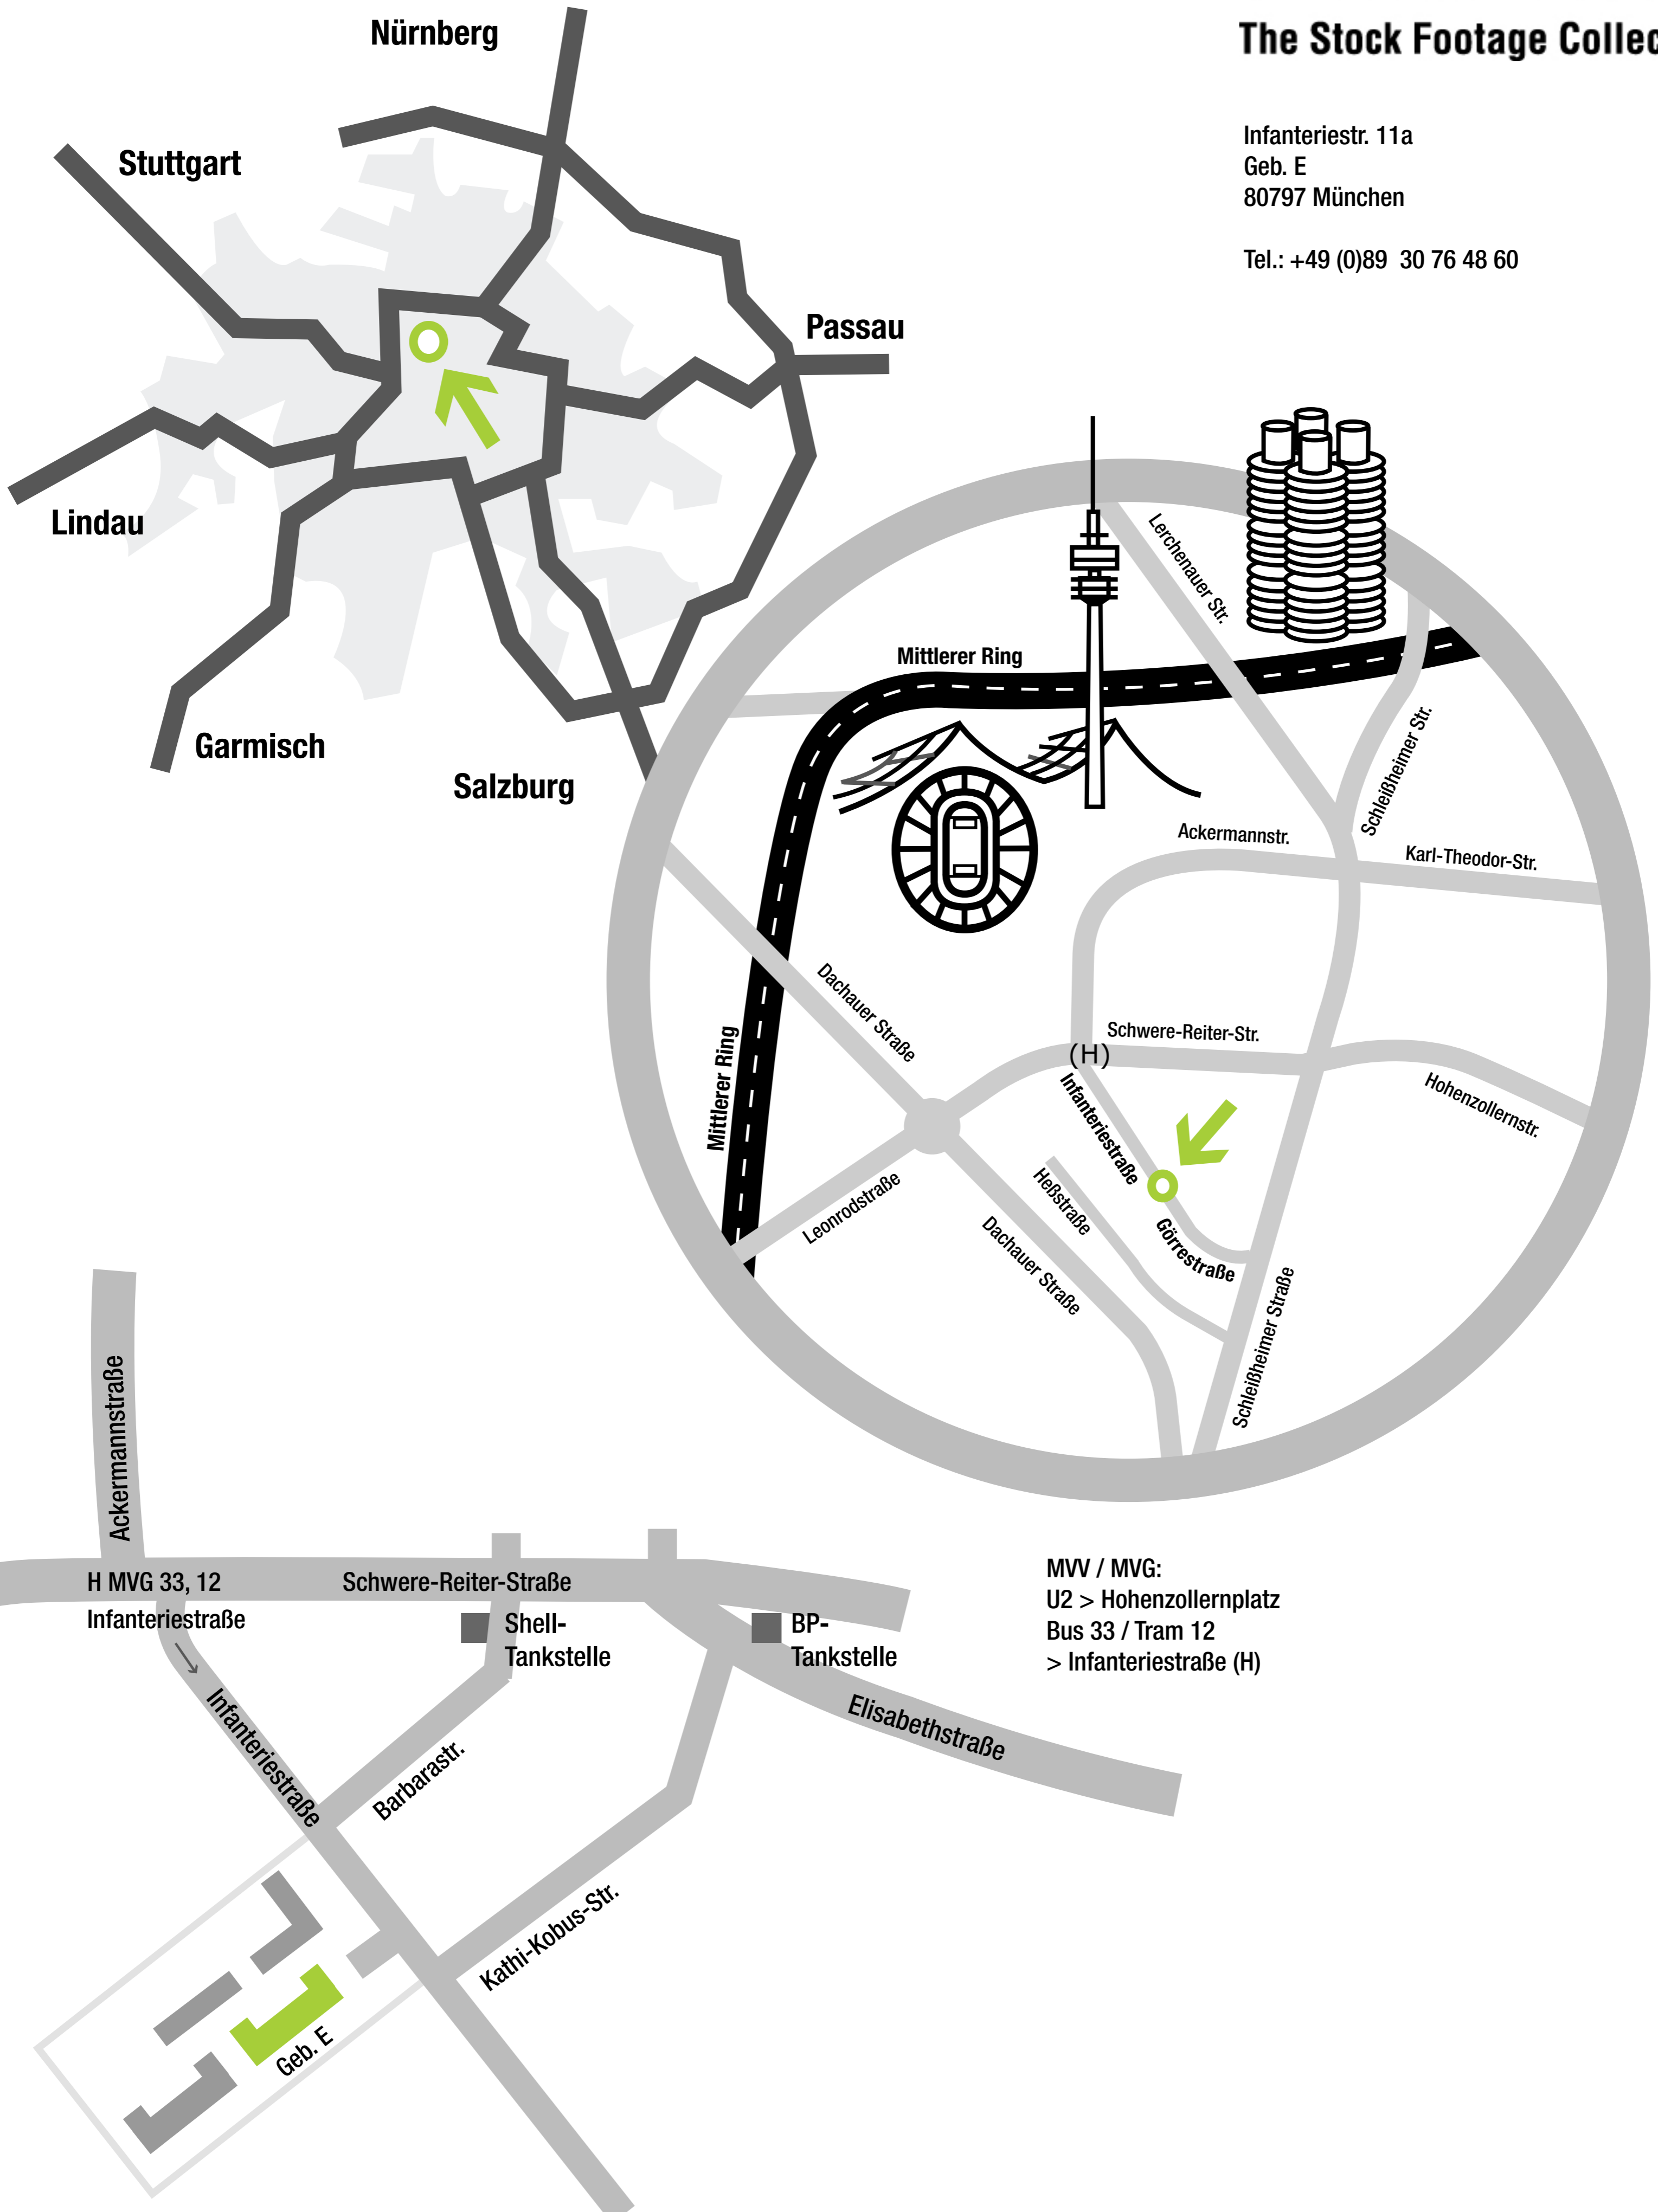 The Stock Footage Collec
Infanteriestr. 11a
Geb. E
80797 München
Tel.: +49 (0)89 30 76 48 60
Nürnberg
Stuttgart
Passau
Lindau
Garmisch
Salzburg
Lerchenauer Str.
Mittlerer Ring
Schleißheimer Str.
Ackermannstr.
Karl-Theodor-Str.
Dachauer Straße
Mittlerer Ring
Schwere-Reiter-Str.
(H)
Infanteriestraße
Hohenzollernstr.
Leonrodstraße
Heßstraße
Görrestraße
Dachauer Straße
Schleißheimer Straße
Ackermannstraße
H MVG 33, 12
Schwere-Reiter-Straße
Infanteriestraße
Shell-
Tankstelle
BP-
Tankstelle
Infanteriestraße
Elisabethstraße
Barbarastr.
Kathi-Kobus-Str.
Geb. E
MVV / MVG:
U2 > Hohenzollernplatz
Bus 33 / Tram 12
> Infanteriestraße (H)